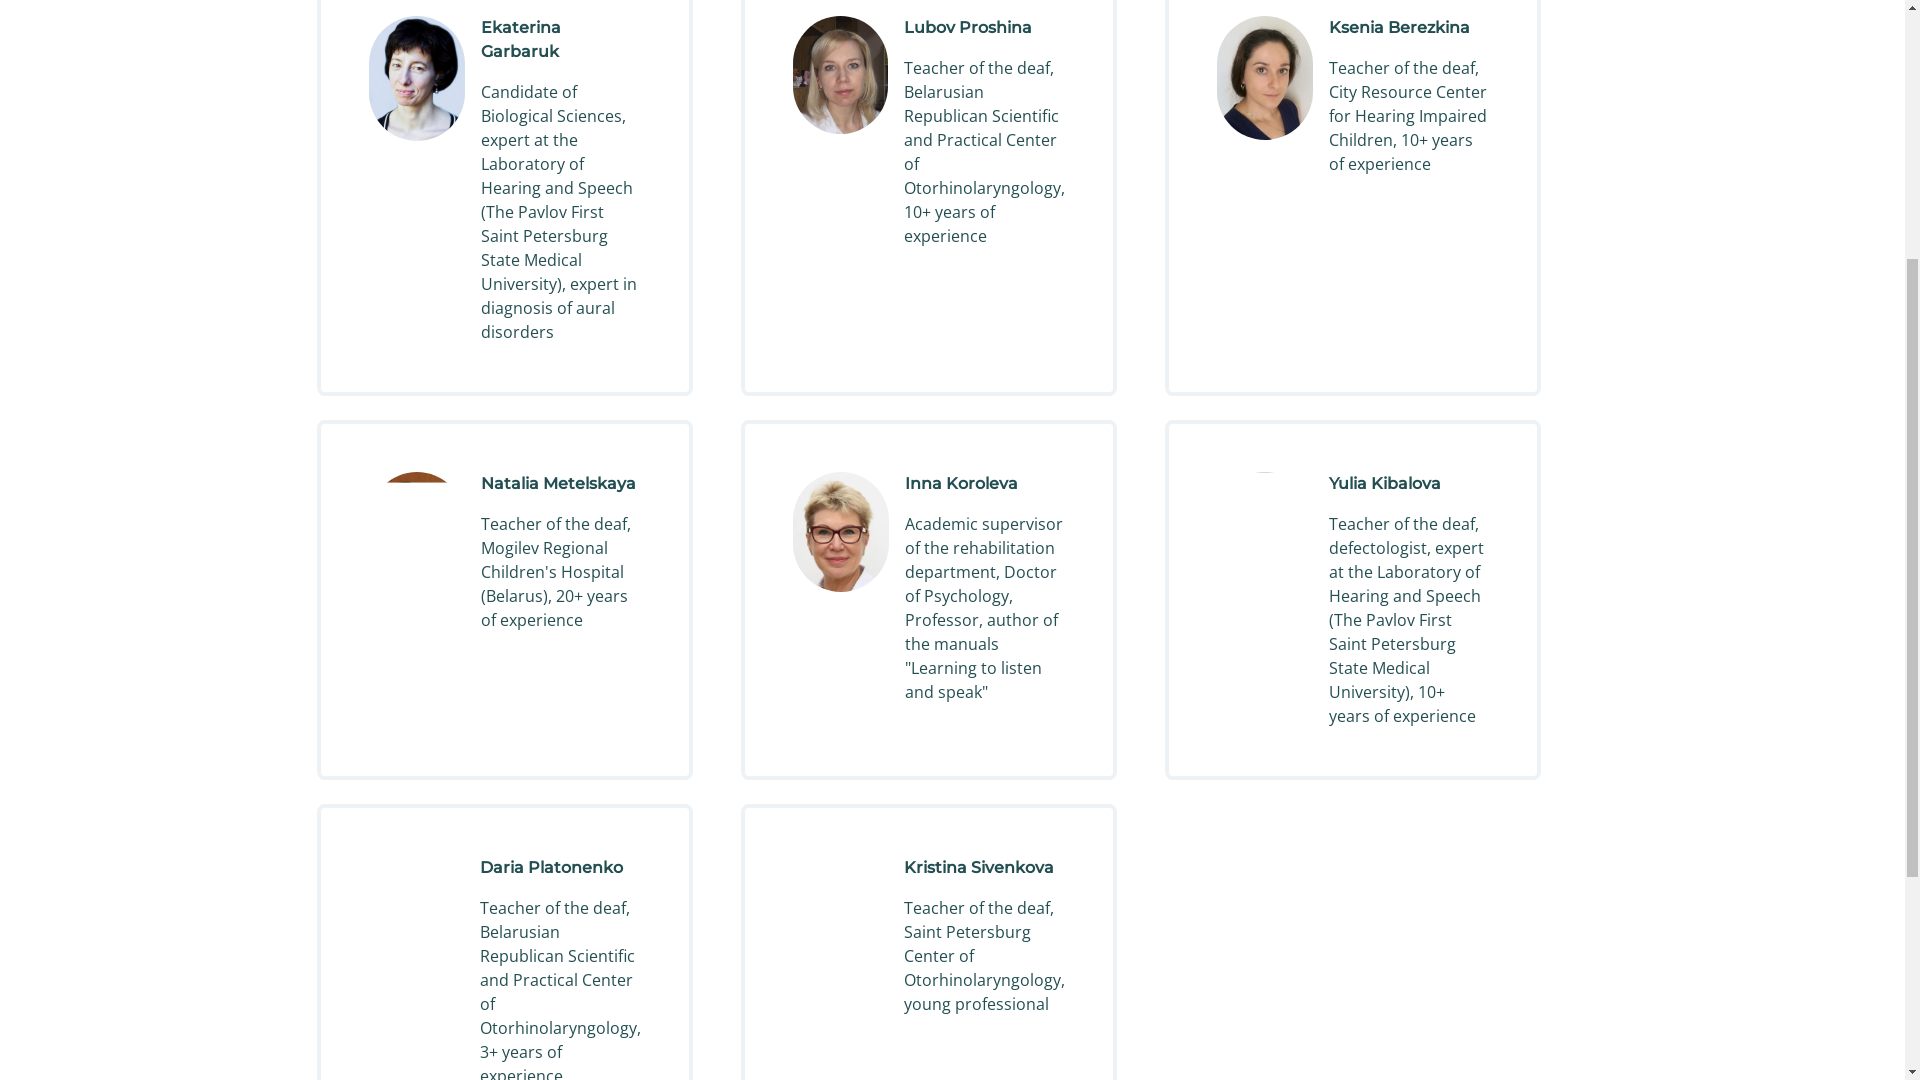 Ekaterina
Garbaruk
Candidate of
Biological Sciences,
expert at the
Laboratory of
Hearing and Speech
(The Pavlov First
Saint Petersburg
State Medical
University), expert in
diagnosis of aural
disorders
Lubov Proshina
Teacher of the deaf,
Belarusian
Republican Scientific
and Practical Center
of
Otorhinolaryngology,
10+ years of
experience
Ksenia Berezkina
Teacher of the deaf,
City Resource Center
for Hearing Impaired
Children, 10+ years
of experience
Natalia Metelskaya
Teacher of the deaf,
Mogilev Regional
Children's Hospital
(Belarus), 20+ years
of experience
Inna Koroleva
Academic supervisor
of the rehabilitation
department, Doctor
of Psychology,
Professor, author of
the manuals
"Learning to listen
and speak"
Yulia Kibalova
Teacher of the deaf,
defectologist, expert
at the Laboratory of
Hearing and Speech
(The Pavlov First
Saint Petersburg
State Medical
University), 10+
years of experience
Daria Platonenko
Teacher of the deaf,
Belarusian
Republican Scientific
and Practical Center
of
Otorhinolaryngology,
3+ years of
experience
Kristina Sivenkova
Teacher of the deaf,
Saint Petersburg
Center of
Otorhinolaryngology,
young professional